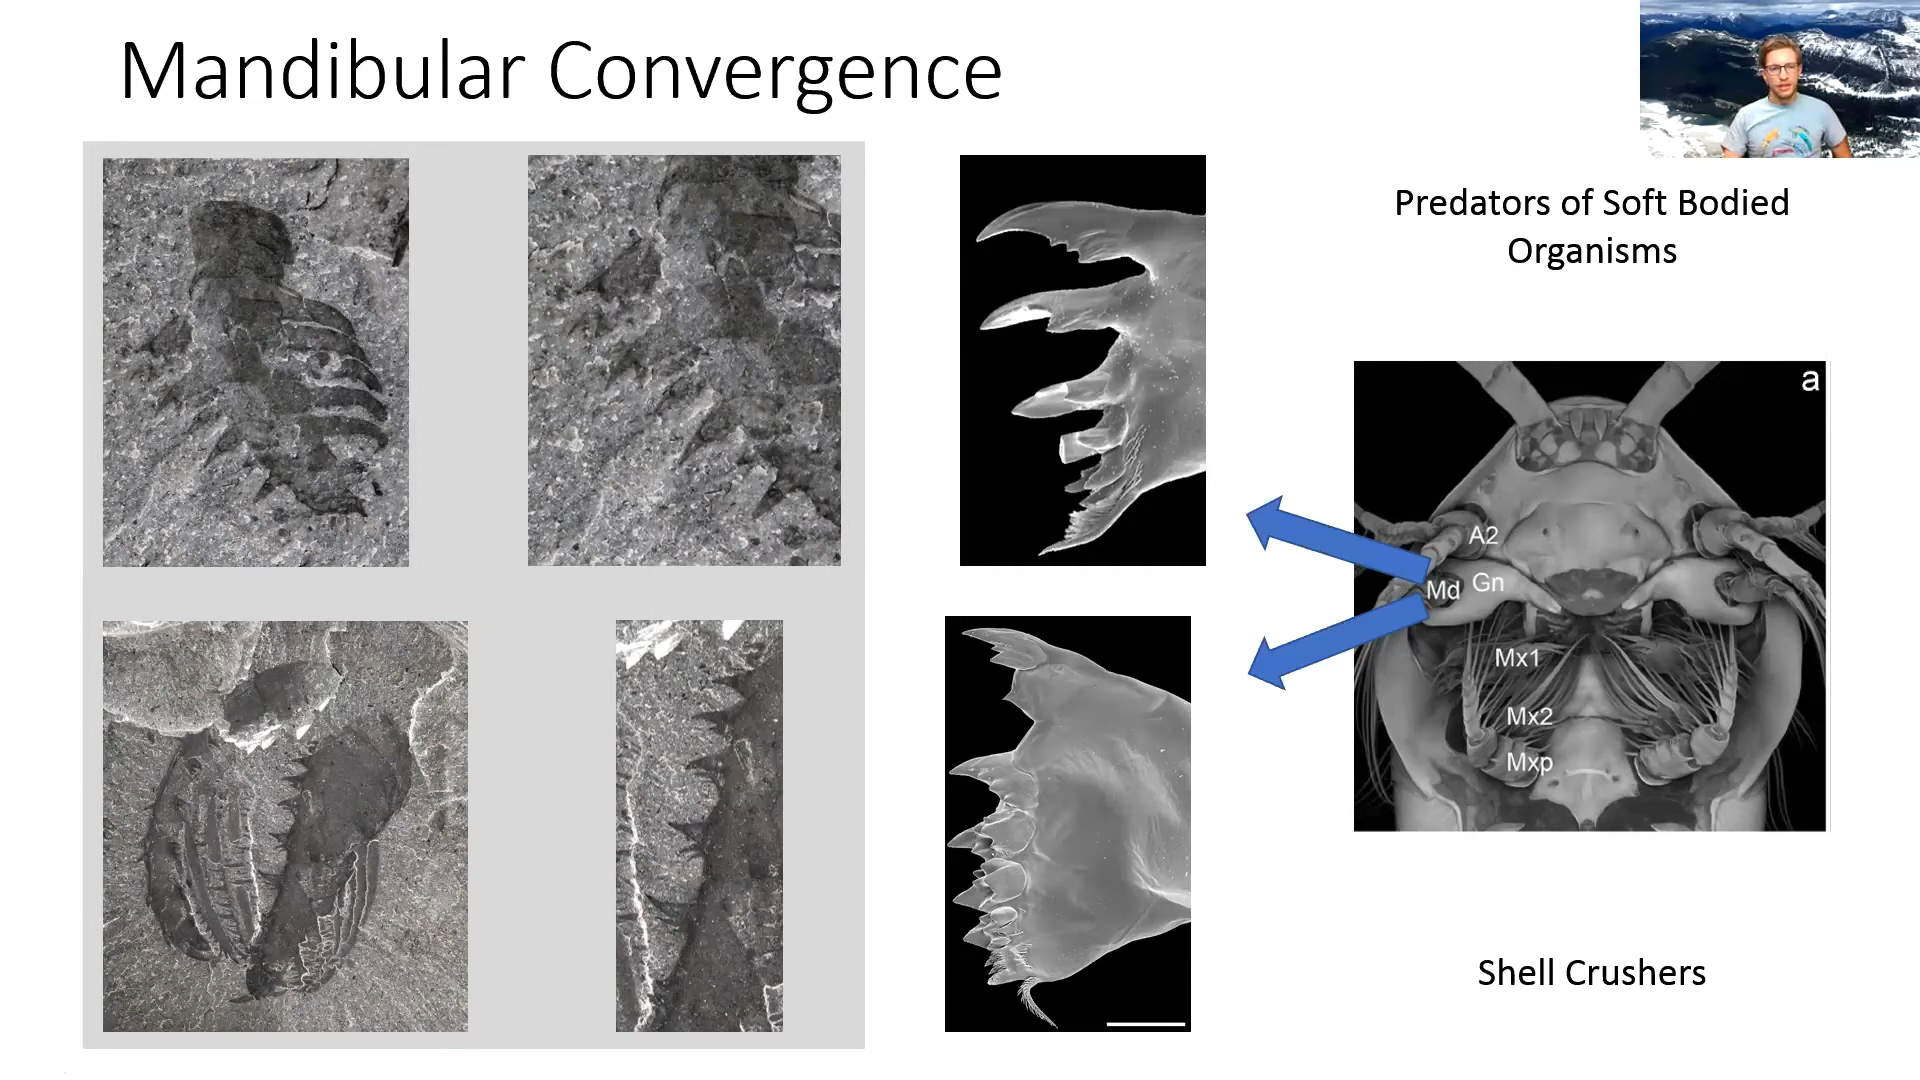 Mandibular Convergence
Predators of Soft Bodied
Organisms
a
A2
Md Gn
Mx1
Mx2
Mxp
Shell Crushers